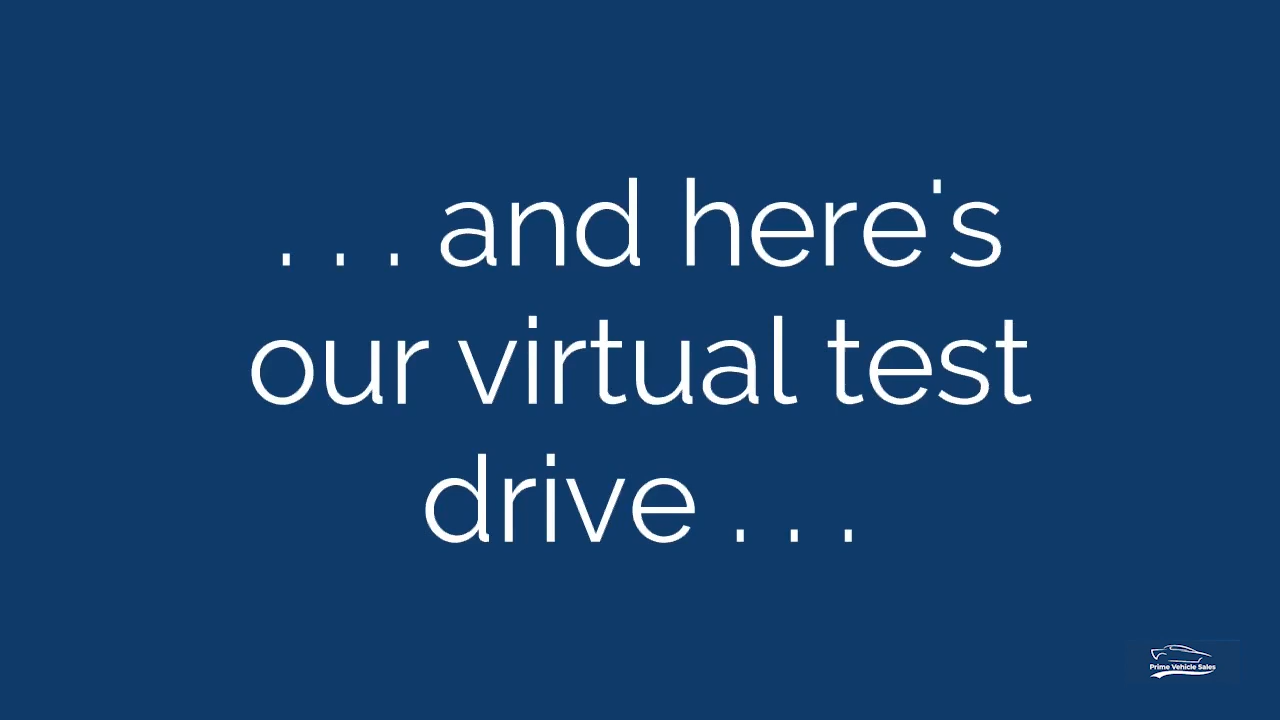 . . . and here's
our virtual test
drive . . .
Prime Vehicle Sales